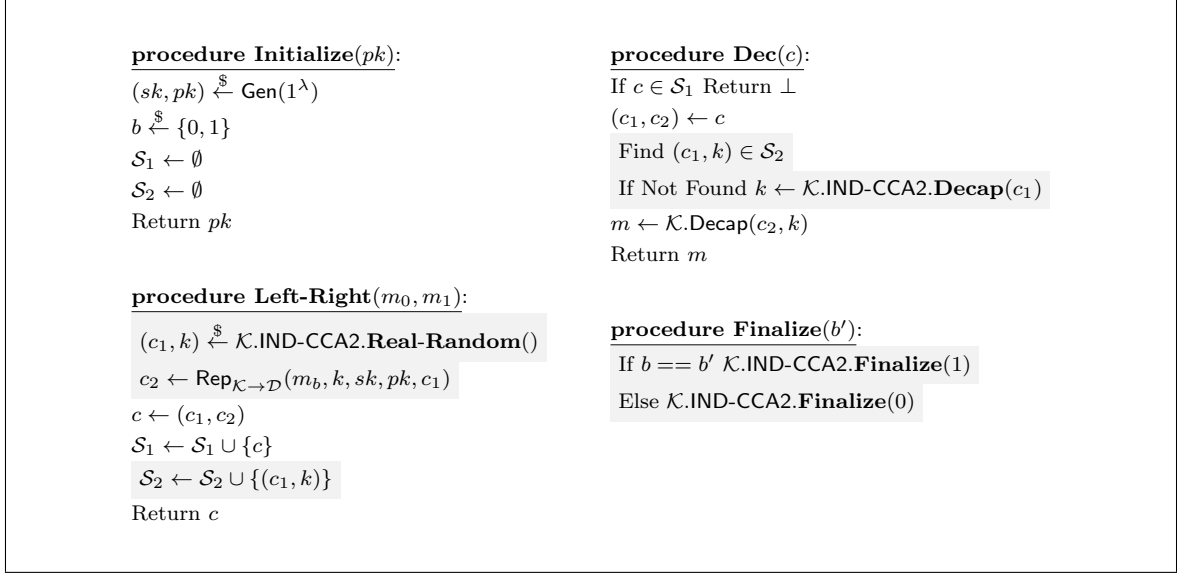 procedure Initialize(pk):
(sk, pk) ←$ Gen(1^λ)
b ←$ {0, 1}
𝒮₁ ← ∅
𝒮₂ ← ∅
Return pk
procedure Left-Right(m₀, m₁):
(c₁, k) ←$ 𝒦.IND-CCA2.Real-Random()
c₂ ← Rep_{𝒦→𝒟}(m_b, k, sk, pk, c₁)
c ← (c₁, c₂)
𝒮₁ ← 𝒮₁ ∪ {c}
𝒮₂ ← 𝒮₂ ∪ {(c₁, k)}
Return c
procedure Dec(c):
If c ∈ 𝒮₁ Return ⊥
(c₁, c₂) ← c
Find (c₁, k) ∈ 𝒮₂
If Not Found k ← 𝒦.IND-CCA2.Decap(c₁)
m ← 𝒦.Decap(c₂, k)
Return m
procedure Finalize(b′):
If b == b′ 𝒦.IND-CCA2.Finalize(1)
Else 𝒦.IND-CCA2.Finalize(0)